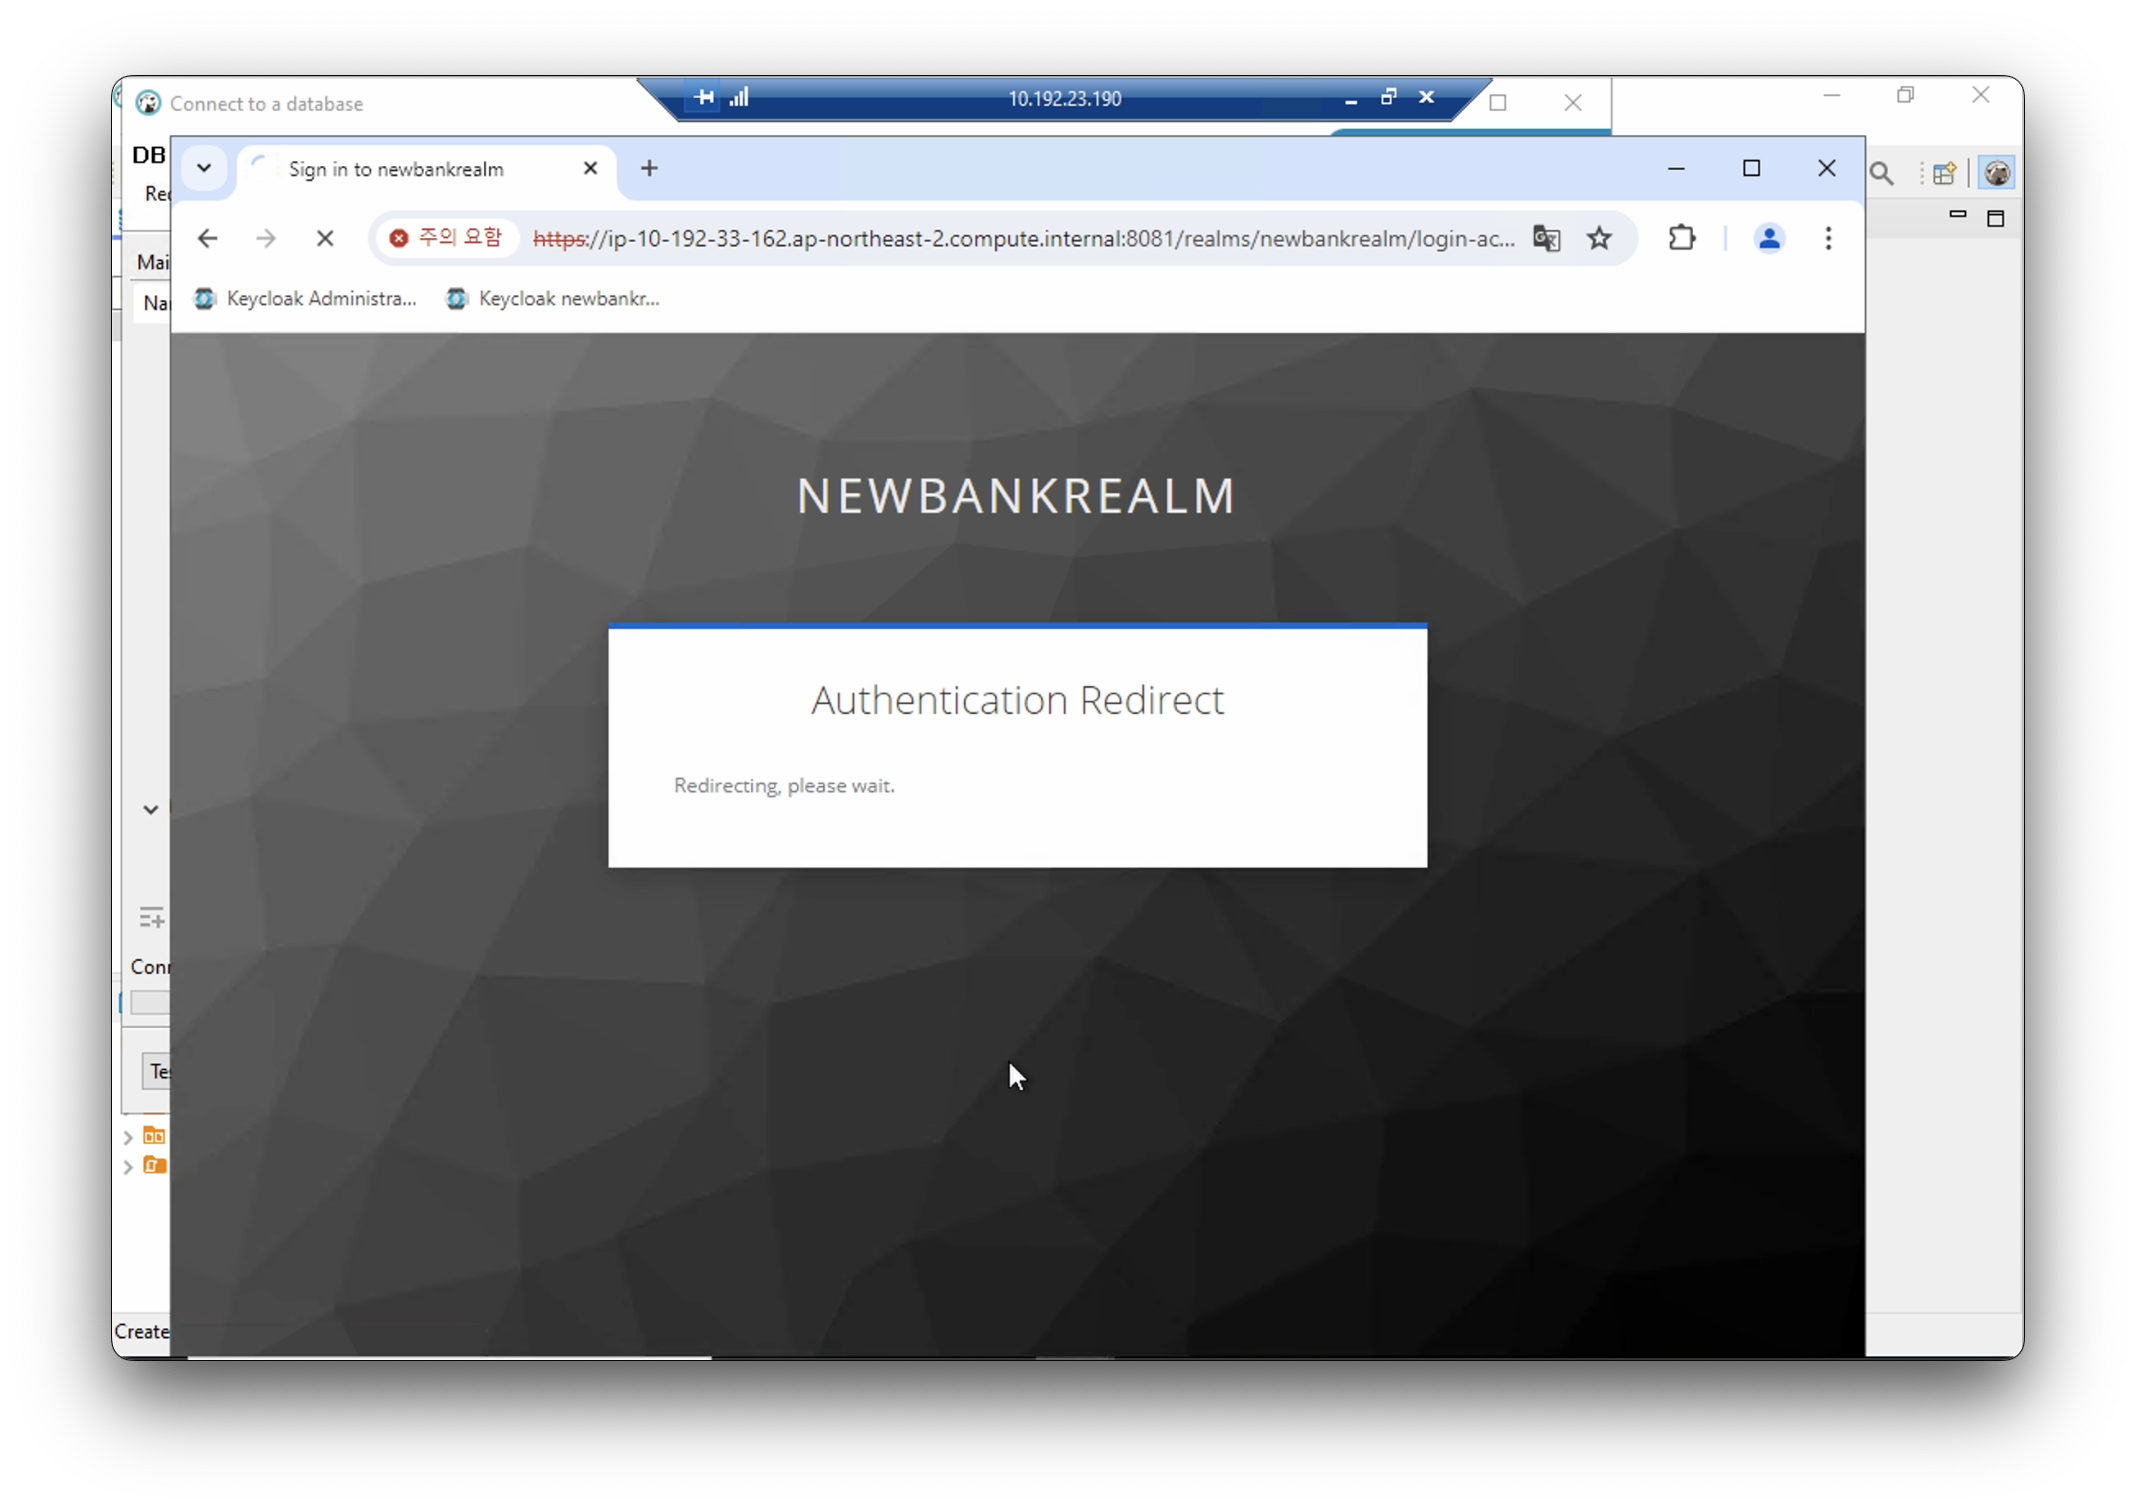 Connect to a database
10.192.23.190
DB
Sign in to newbankrealm
Rec
주의 요함
https://ip-10-192-33-162.ap-northeast-2.compute.internal:8081/realms/newbankrealm/login-ac...
Mai
Keycloak Administra...
Keycloak newbankr...
Na
NEWBANKREALM
Authentication Redirect
Redirecting, please wait.
Conn
Te
Create